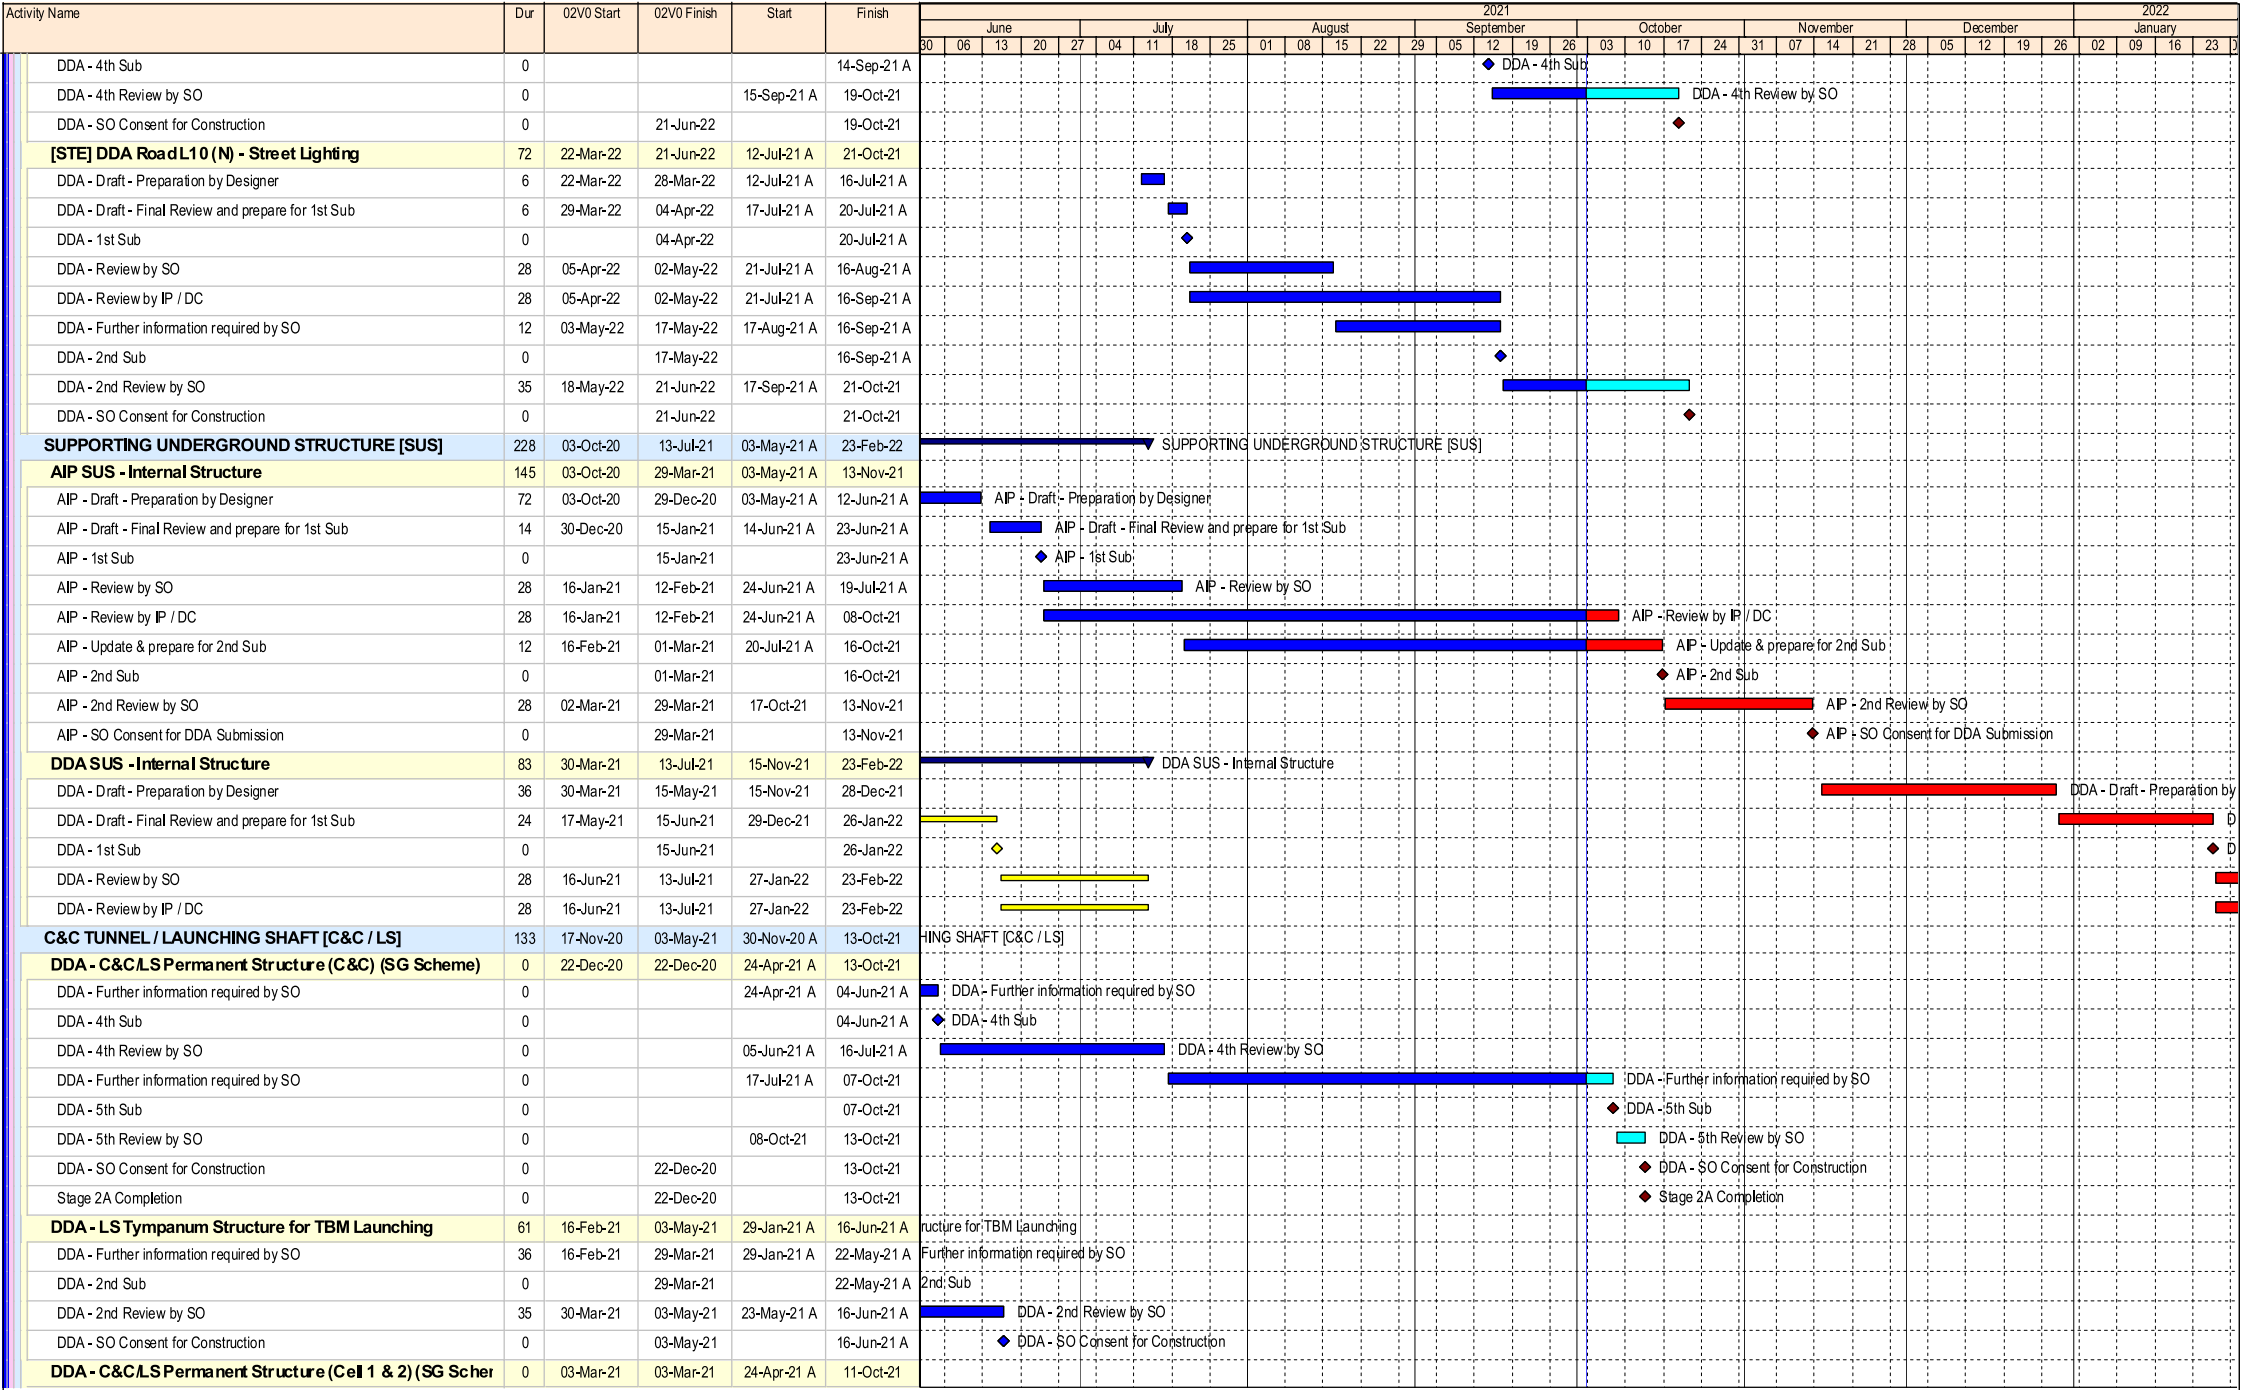 Activity Name Dur 02V0 Start 02V0 Finish Start Finish 2021 2022
June July August September October November December January
30 06 13 20 27 04 11 18 25 01 08 15 22 29 05 12 19 26 03 10 17 24 31 07 14 21 28 05 12 19 26 02 09 16 23
DDA - 4th Sub 0 14-Sep-21 A DDA - 4th Sub
DDA - 4th Review by SO 0 15-Sep-21 A 19-Oct-21 DDA - 4th Review by SO
DDA - SO Consent for Construction 0 21-Jun-22 19-Oct-21
[STE] DDA Road L10 (N) - Street Lighting 72 22-Mar-22 21-Jun-22 12-Jul-21 A 21-Oct-21
DDA - Draft - Preparation by Designer 6 22-Mar-22 28-Mar-22 12-Jul-21 A 16-Jul-21 A
DDA - Draft - Final Review and prepare for 1st Sub 6 29-Mar-22 04-Apr-22 17-Jul-21 A 20-Jul-21 A
DDA - 1st Sub 0 04-Apr-22 20-Jul-21 A
DDA - Review by SO 28 05-Apr-22 02-May-22 21-Jul-21 A 16-Aug-21 A
DDA - Review by IP / DC 28 05-Apr-22 02-May-22 21-Jul-21 A 16-Sep-21 A
DDA - Further information required by SO 12 03-May-22 17-May-22 17-Aug-21 A 16-Sep-21 A
DDA - 2nd Sub 0 17-May-22 16-Sep-21 A
DDA - 2nd Review by SO 35 18-May-22 21-Jun-22 17-Sep-21 A 21-Oct-21
DDA - SO Consent for Construction 0 21-Jun-22 21-Oct-21
SUPPORTING UNDERGROUND STRUCTURE [SUS] 228 03-Oct-20 13-Jul-21 03-May-21 A 23-Feb-22 SUPPORTING UNDERGROUND STRUCTURE [SUS]
AIP SUS - Internal Structure 145 03-Oct-20 29-Mar-21 03-May-21 A 13-Nov-21
AIP - Draft - Preparation by Designer 72 03-Oct-20 29-Dec-20 03-May-21 A 12-Jun-21 A AIP - Draft - Preparation by Designer
AIP - Draft - Final Review and prepare for 1st Sub 14 30-Dec-20 15-Jan-21 14-Jun-21 A 23-Jun-21 A AIP - Draft - Final Review and prepare for 1st Sub
AIP - 1st Sub 0 15-Jan-21 23-Jun-21 A AIP - 1st Sub
AIP - Review by SO 28 16-Jan-21 12-Feb-21 24-Jun-21 A 19-Jul-21 A AIP - Review by SO
AIP - Review by IP / DC 28 16-Jan-21 12-Feb-21 24-Jun-21 A 08-Oct-21 AIP - Review by IP / DC
AIP - Update & prepare for 2nd Sub 12 16-Feb-21 01-Mar-21 20-Jul-21 A 16-Oct-21 AIP - Update & prepare for 2nd Sub
AIP - 2nd Sub 0 01-Mar-21 16-Oct-21 AIP - 2nd Sub
AIP - 2nd Review by SO 28 02-Mar-21 29-Mar-21 17-Oct-21 13-Nov-21 AIP - 2nd Review by SO
AIP - SO Consent for DDA Submission 0 29-Mar-21 13-Nov-21 AIP - SO Consent for DDA Submission
DDA SUS - Internal Structure 83 30-Mar-21 13-Jul-21 15-Nov-21 23-Feb-22 DDA SUS - Internal Structure
DDA - Draft - Preparation by Designer 36 30-Mar-21 15-May-21 15-Nov-21 28-Dec-21 DDA - Draft - Preparation by
DDA - Draft - Final Review and prepare for 1st Sub 24 17-May-21 15-Jun-21 29-Dec-21 26-Jan-22 D
DDA - 1st Sub 0 15-Jun-21 26-Jan-22 D
DDA - Review by SO 28 16-Jun-21 13-Jul-21 27-Jan-22 23-Feb-22
DDA - Review by IP / DC 28 16-Jun-21 13-Jul-21 27-Jan-22 23-Feb-22
C&C TUNNEL / LAUNCHING SHAFT [C&C / LS] 133 17-Nov-20 03-May-21 30-Nov-20 A 13-Oct-21 HING SHAFT [C&C / LS]
DDA - C&C/LS Permanent Structure (C&C) (SG Scheme) 0 22-Dec-20 22-Dec-20 24-Apr-21 A 13-Oct-21
DDA - Further information required by SO 0 24-Apr-21 A 04-Jun-21 A DDA - Further information required by SO
DDA - 4th Sub 0 04-Jun-21 A DDA - 4th Sub
DDA - 4th Review by SO 0 05-Jun-21 A 16-Jul-21 A DDA - 4th Review by SO
DDA - Further information required by SO 0 17-Jul-21 A 07-Oct-21 DDA - Further information required by SO
DDA - 5th Sub 0 07-Oct-21 DDA - 5th Sub
DDA - 5th Review by SO 0 08-Oct-21 13-Oct-21 DDA - 5th Review by SO
DDA - SO Consent for Construction 0 22-Dec-20 13-Oct-21 DDA - SO Consent for Construction
Stage 2A Completion 0 22-Dec-20 13-Oct-21 Stage 2A Completion
DDA - LS Tympanum Structure for TBM Launching 61 16-Feb-21 03-May-21 29-Jan-21 A 16-Jun-21 A ructure for TBM Launching
DDA - Further information required by SO 36 16-Feb-21 29-Mar-21 29-Jan-21 A 22-May-21 A Further information required by SO
DDA - 2nd Sub 0 29-Mar-21 22-May-21 A 2nd Sub
DDA - 2nd Review by SO 35 30-Mar-21 03-May-21 23-May-21 A 16-Jun-21 A DDA - 2nd Review by SO
DDA - SO Consent for Construction 0 03-May-21 16-Jun-21 A DDA - SO Consent for Construction
DDA - C&C/LS Permanent Structure (Cell 1 & 2) (SG Scher 0 03-Mar-21 03-Mar-21 24-Apr-21 A 11-Oct-21